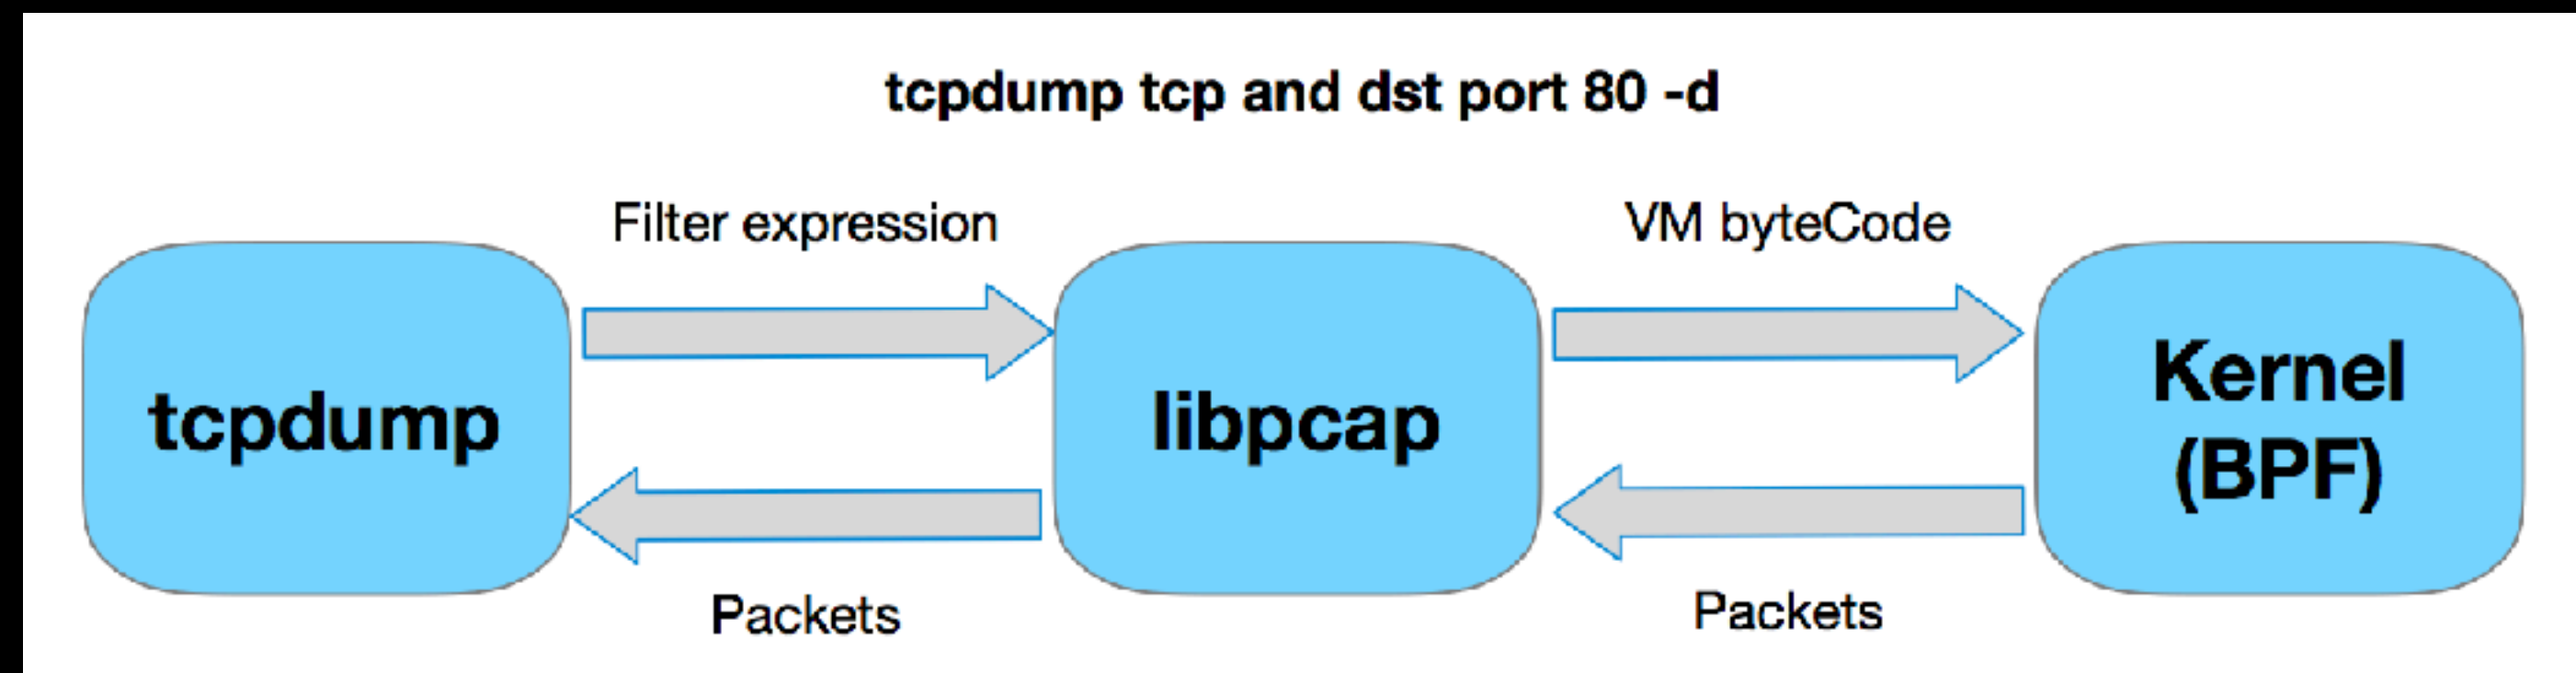 tcpdump tcp and dst port 80 -d
Filter expression
VM byteCode
tcpdump
libpcap
Kernel
(BPF)
Packets
Packets